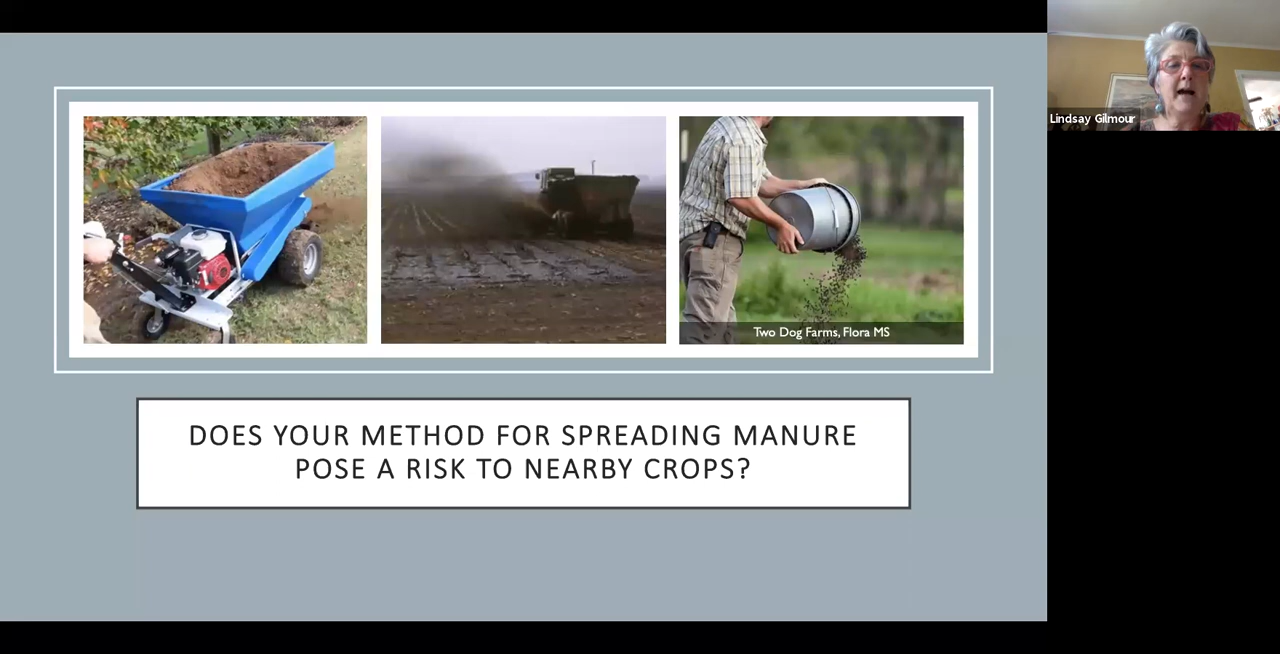 Lindsay Gilmour
Two Dog Farms, Flora MS
DOES YOUR METHOD FOR SPREADING MANURE
POSE A RISK TO NEARBY CROPS?